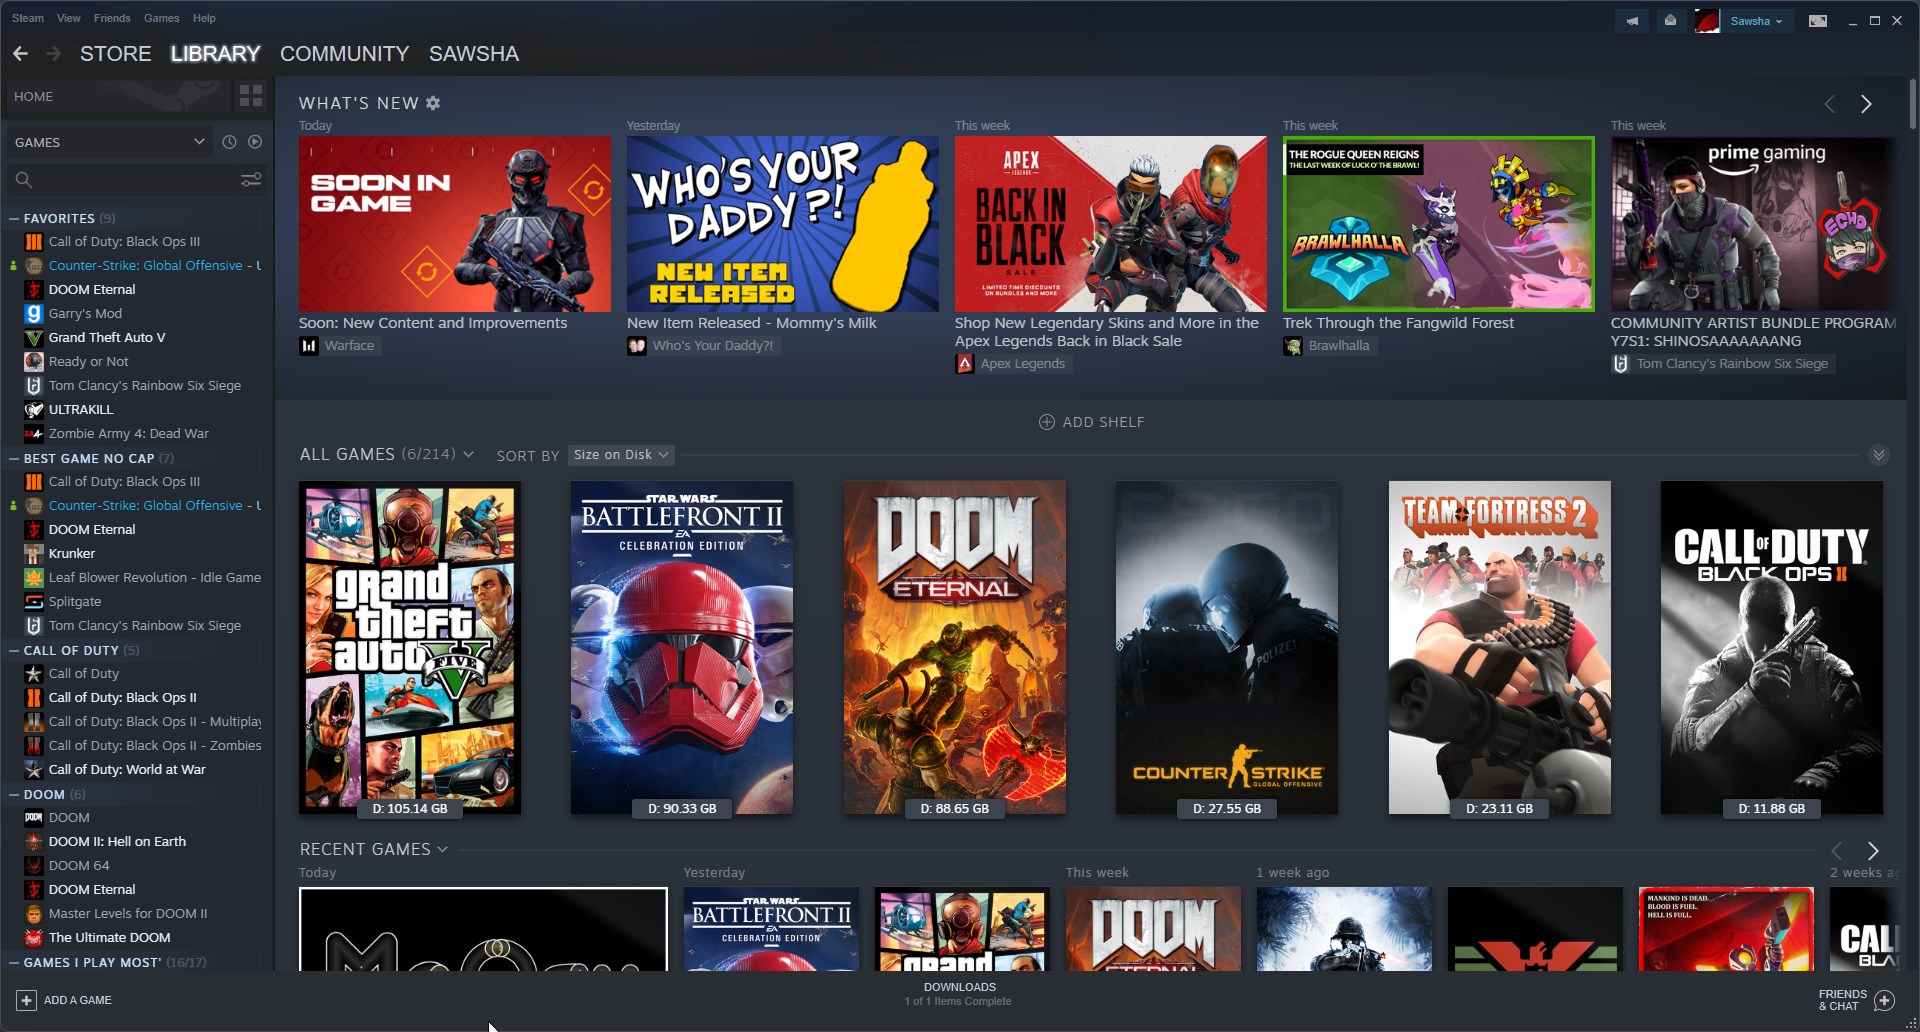 Steam View Friends Games Help
Sawsha
STORE LIBRARY COMMUNITY SAWSHA
HOME
GAMES
FAVORITES (9)
Call of Duty: Black Ops III
Counter-Strike: Global Offensive - U
DOOM Eternal
Garry's Mod
Grand Theft Auto V
Ready or Not
Tom Clancy's Rainbow Six Siege
ULTRAKILL
Zombie Army 4: Dead War
BEST GAME NO CAP (7)
Call of Duty: Black Ops III
Counter-Strike: Global Offensive - U
DOOM Eternal
Krunker
Leaf Blower Revolution - Idle Game
Splitgate
Tom Clancy's Rainbow Six Siege
CALL OF DUTY (5)
Call of Duty
Call of Duty: Black Ops II
Call of Duty: Black Ops II - Multiplay
Call of Duty: Black Ops II - Zombies
Call of Duty: World at War
DOOM (6)
DOOM
DOOM II: Hell on Earth
DOOM 64
DOOM Eternal
Master Levels for DOOM II
The Ultimate DOOM
GAMES I PLAY MOST' (16/17)
WHAT'S NEW
Today
SOON IN
GAME
Soon: New Content and Improvements
Warface
Yesterday
WHO'S YOUR
DADDY?!
NEW ITEM
RELEASED
New Item Released - Mommy's Milk
Who's Your Daddy?!
This week
APEX
LEGENDS
BACK IN
BLACK
SALE
LIMITED TIME DISCOUNTS
ON BUNDLES AND MORE
Shop New Legendary Skins and More in the
Apex Legends Back in Black Sale
Apex Legends
This week
THE ROGUE QUEEN REIGNS
THE LAST WEEK OF LUCK O' THE BRAWL!
BRAWLHALLA
Trek Through the Fangwild Forest
Brawlhalla
This week
prime gaming
ECHO
COMMUNITY ARTIST BUNDLE PROGRAM
Y7S1: SHINOSAAAAAAANG
Tom Clancy's Rainbow Six Siege
ADD SHELF
ALL GAMES (6/214) SORT BY Size on Disk
grand
theft
auto
FIVE
D: 105.14 GB
STAR WARS
BATTLEFRONT II
EA
CELEBRATION EDITION
D: 90.33 GB
DOOM
ETERNAL
D: 88.65 GB
POLIZEI
COUNTER STRIKE
GLOBAL OFFENSIVE
D: 27.55 GB
TEAM FORTRESS 2
D: 23.11 GB
CALL OF DUTY
BLACK OPS II
D: 11.88 GB
RECENT GAMES
Today
Yesterday
STAR WARS
BATTLEFRONT II
EA
CELEBRATION EDITION
grand
This week
DOOM
ETERNAL
1 week ago
MANKIND IS DEAD.
BLOOD IS FUEL.
HELL IS FULL.
2 weeks ag
CAL
BLA
ADD A GAME
DOWNLOADS
1 of 1 Items Complete
FRIENDS
& CHAT